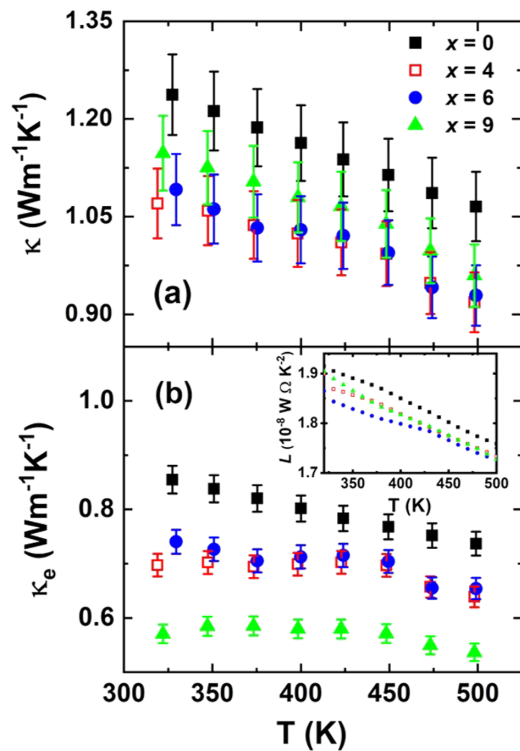 1.35
1.20
1.05
0.90
κ (Wm⁻¹K⁻¹)
x = 0
x = 4
x = 6
x = 9
(a)
1.0
0.8
0.6
κe (Wm⁻¹K⁻¹)
(b)
1.9
1.8
1.7
L (10⁻⁸ W Ω K⁻²)
350 400 450 500
T (K)
300 350 400 450 500
T (K)